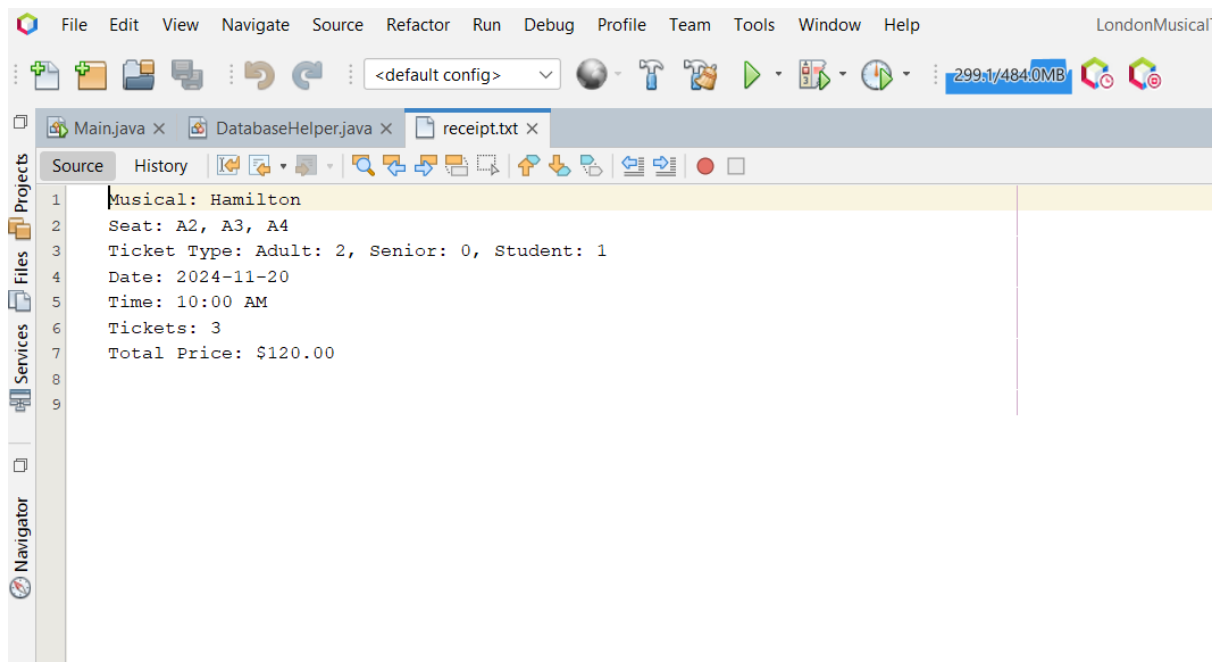 File Edit View Navigate Source Refactor Run Debug Profile Team Tools Window Help LondonMusical
<default config> 299.1/484.0MB
Main.java DatabaseHelper.java receipt.txt
Source History
Projects
Files
Services
Navigator
1 Musical: Hamilton
2 Seat: A2, A3, A4
3 Ticket Type: Adult: 2, Senior: 0, Student: 1
4 Date: 2024-11-20
5 Time: 10:00 AM
6 Tickets: 3
7 Total Price: $120.00
8
9